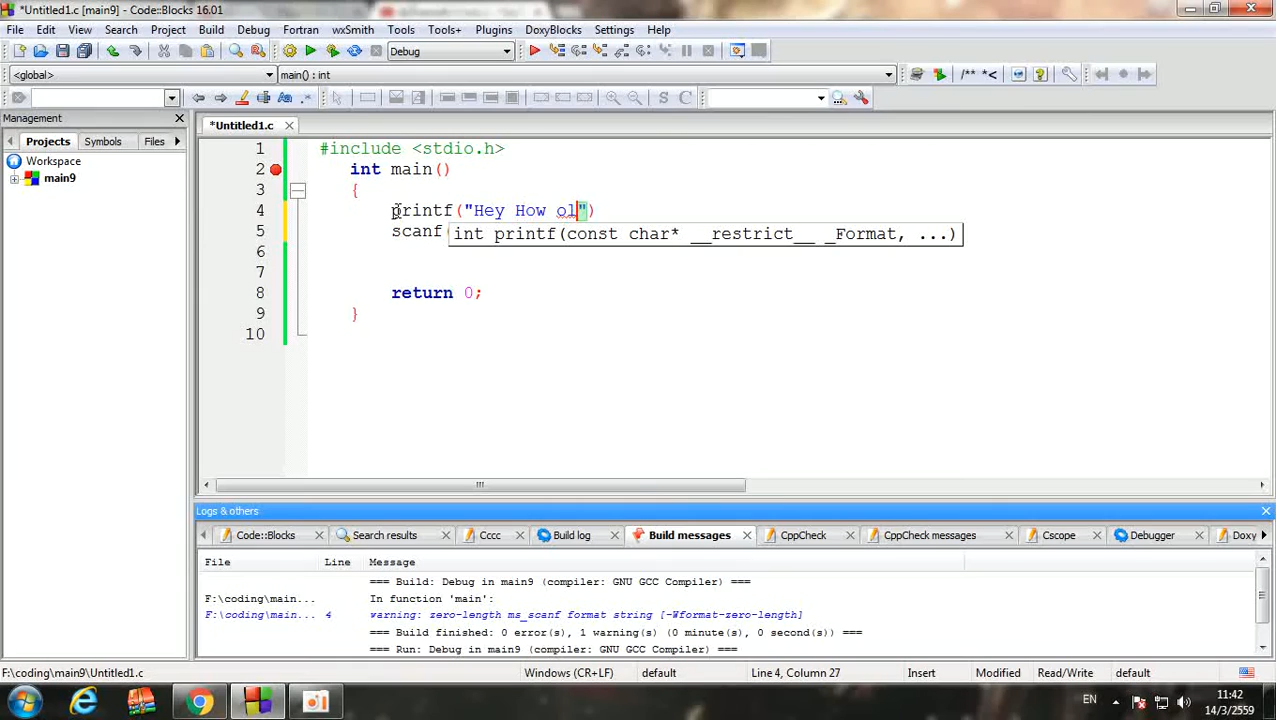 *Untitled1.c [main9] - Code::Blocks 16.01
File Edit View Search Project Build Debug Fortran wxSmith Tools Tools+ Plugins DoxyBlocks Settings Help
Debug
<global> main() : int
/** *<
Management
Projects Symbols Files
Workspace
main9
*Untitled1.c
1 #include <stdio.h>
2 int main()
3 {
4 printf("Hey How ol")
5 scanf
int printf(const char* __restrict__ _Format, ...)
6
7
8 return 0;
9 }
10
Logs & others
Code::Blocks Search results Cccc Build log Build messages CppCheck CppCheck messages Cscope Debugger Doxy
File Line Message
=== Build: Debug in main9 (compiler: GNU GCC Compiler) ===
F:\coding\main... In function 'main':
F:\coding\main... 4 warning: zero-length ms_scanf format string [-Wformat-zero-length]
=== Build finished: 0 error(s), 1 warning(s) (0 minute(s), 0 second(s)) ===
=== Run: Debug in main9 (compiler: GNU GCC Compiler) ===
F:\coding\main9\Untitled1.c Windows (CR+LF) default Line 4, Column 27 Insert Modified Read/Write default
EN 11:42
14/3/2559